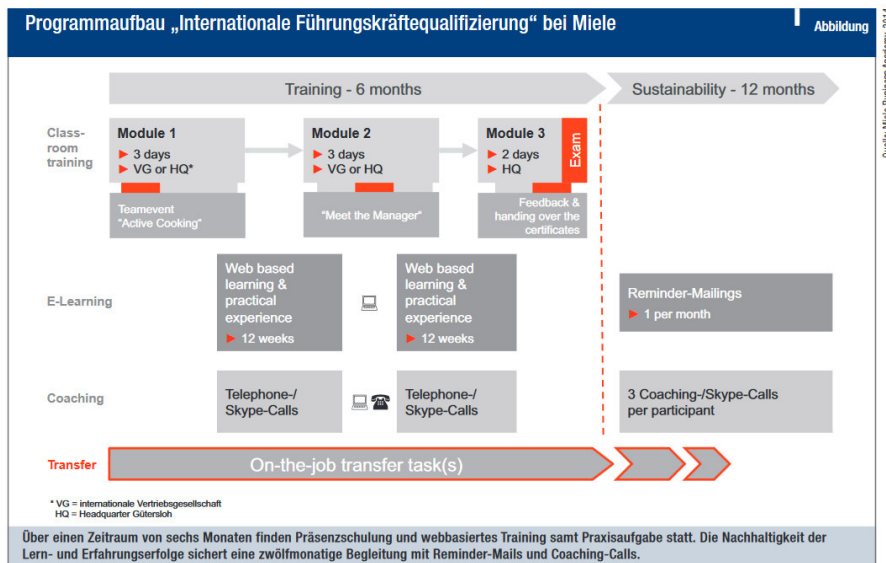 Programmaufbau „Internationale Führungskräftequalifizierung“ bei Miele
Abbildung
Training - 6 months
Sustainability - 12 months
Class-
room
training
Module 1
► 3 days
► VG or HQ*
Teamevent
"Active Cooking"
Module 2
► 3 days
► VG or HQ
"Meet the Manager"
Module 3
► 2 days
► HQ
Exam
Feedback &
handing over the
certificates
E-Learning
Web based
learning &
practical
experience
► 12 weeks
Web based
learning &
practical
experience
► 12 weeks
Reminder-Mailings
► 1 per month
Coaching
Telephone-/
Skype-Calls
Telephone-/
Skype-Calls
3 Coaching-/Skype-Calls
per participant
Transfer
On-the-job transfer task(s)
* VG = internationale Vertriebsgesellschaft
HQ = Headquarter Gütersloh
Über einen Zeitraum von sechs Monaten finden Präsenzschulung und webbasiertes Training samt Praxisaufgabe statt. Die Nachhaltigkeit der
Lern- und Erfahrungserfolge sichert eine zwölfmonatige Begleitung mit Reminder-Mails und Coaching-Calls.